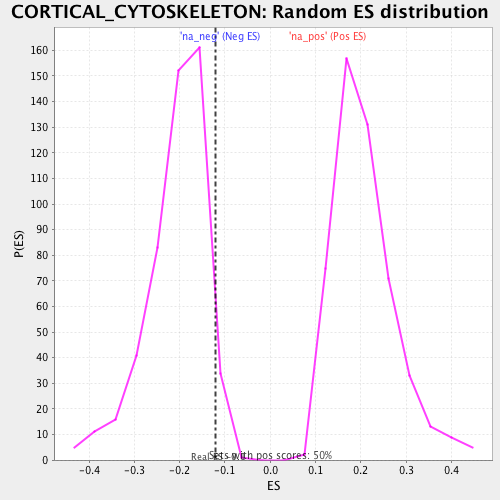 CORTICAL_CYTOSKELETON: Random ES distribution
'na_neg' (Neg ES)
'na_pos' (Pos ES)
P(ES)
160
150
140
130
120
110
100
90
80
70
60
50
40
30
20
10
0
Sets with pos scores: 50%
Real ES
-0.4 -0.3 -0.2 -0.1 0.0 0.1 0.2 0.3 0.4
ES